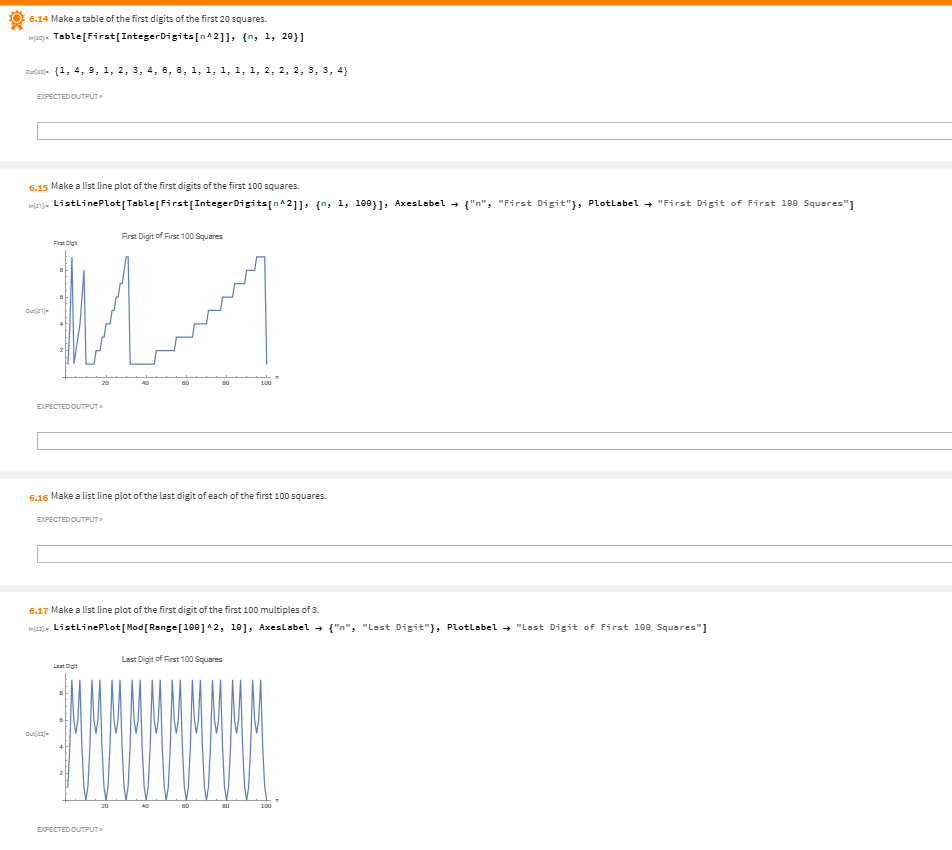 6.14 Make a table of the first digits of the first 20 squares.
In[40]:= Table[First[IntegerDigits[n^2]], {n, 1, 20}]
Out[40]= {1, 4, 9, 1, 2, 3, 4, 6, 8, 1, 1, 1, 1, 1, 2, 2, 2, 3, 3, 4}
EXPECTED OUTPUT »
6.15 Make a list line plot of the first digits of the first 100 squares.
In[41]:= ListLinePlot[Table[First[IntegerDigits[n^2]], {n, 1, 100}], AxesLabel → {"n", "First Digit"}, PlotLabel → "First Digit of First 100 Squares"]
First Digit of First 100 Squares
First Digit
8
6
Out[41]=
4
2
20 40 60 80 100 n
EXPECTED OUTPUT »
6.16 Make a list line plot of the last digit of each of the first 100 squares.
EXPECTED OUTPUT »
6.17 Make a list line plot of the first digit of the first 100 multiples of 3.
In[42]:= ListLinePlot[Mod[Range[100]^2, 10], AxesLabel → {"n", "Last Digit"}, PlotLabel → "Last Digit of First 100 Squares"]
Last Digit of First 100 Squares
Last Digit
8
6
Out[42]=
4
2
20 40 60 80 100 n
EXPECTED OUTPUT »